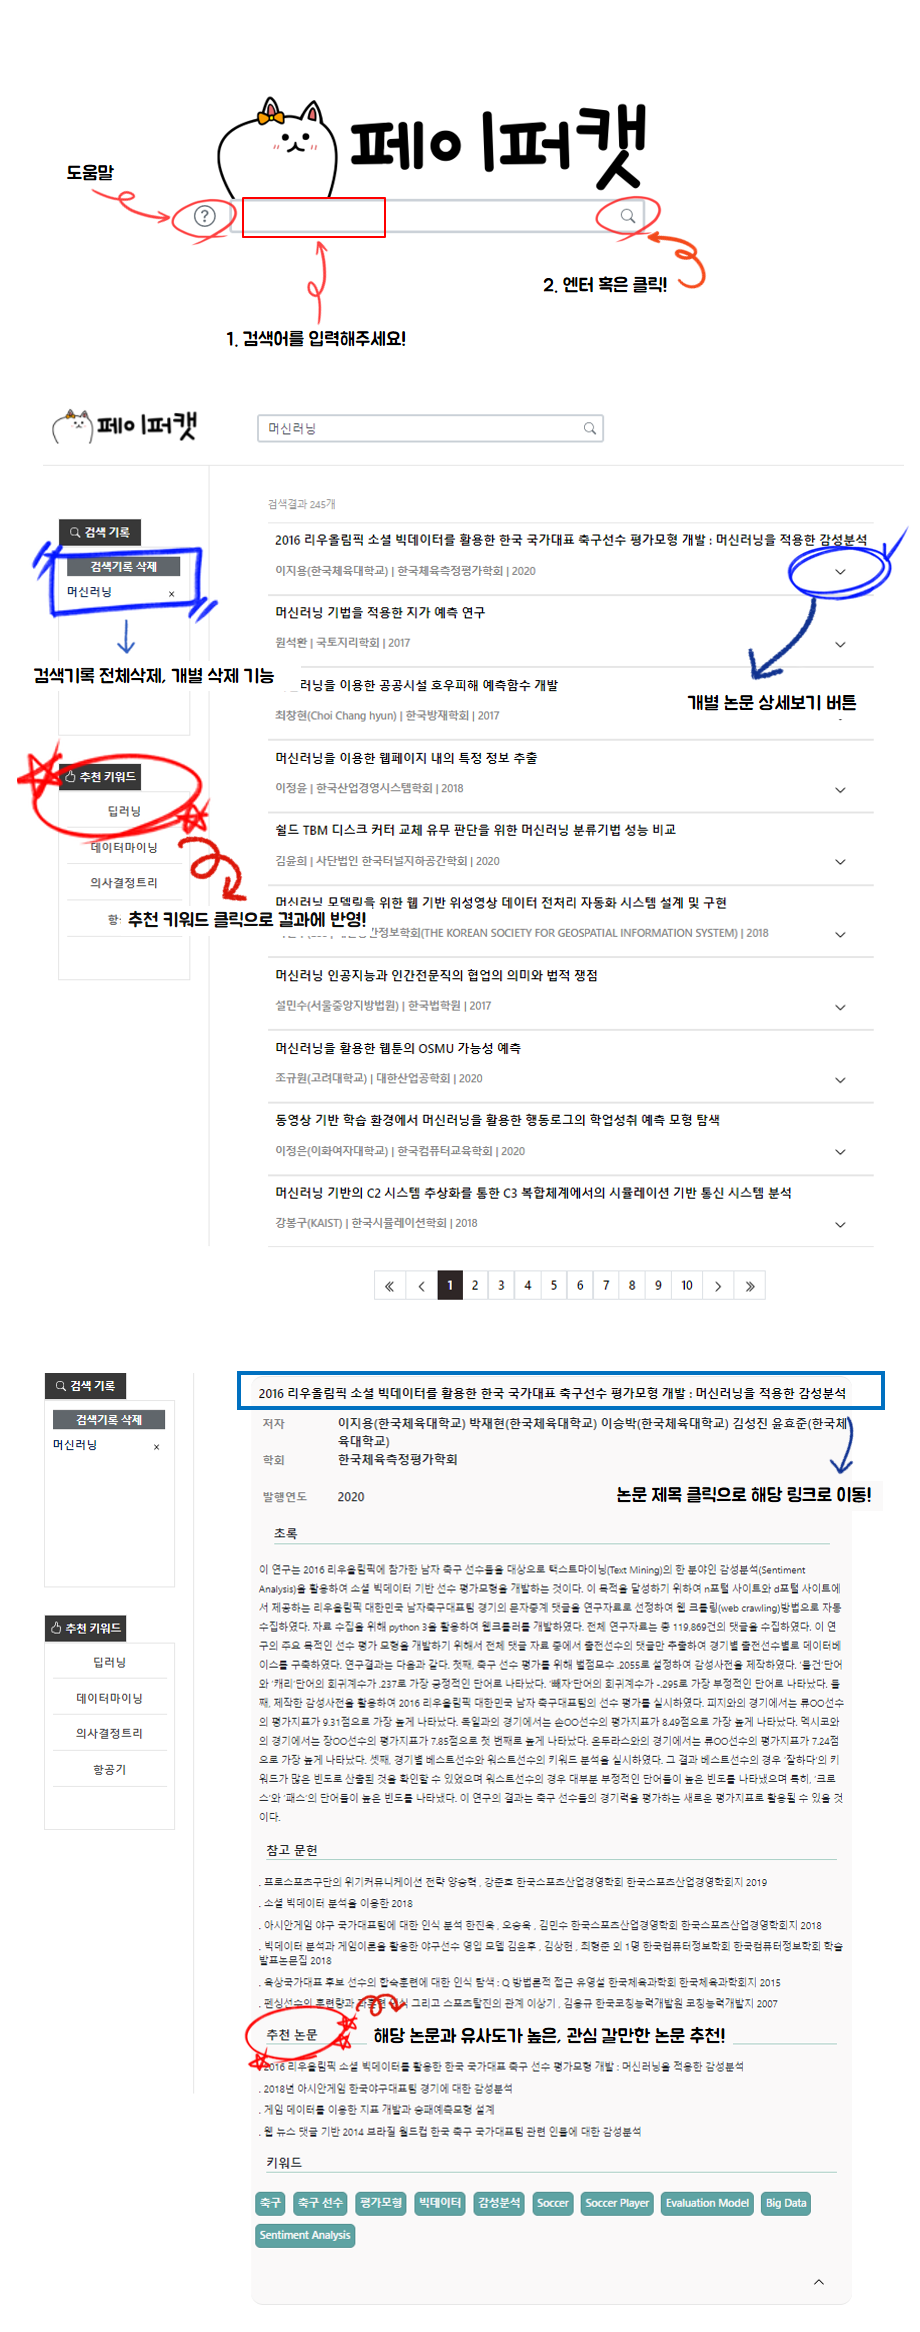 페이퍼캣
도움말
?
2. 엔터 혹은 클릭!
1. 검색어를 입력해주세요!
페이퍼캣
머신러닝
검색결과 245개
검색 기록
검색기록 삭제
머신러닝 ×
검색기록 전체삭제, 개별 삭제 기능
추천 키워드
딥러닝
데이터마이닝
의사결정트리
항
추천 키워드 클릭으로 결과에 반영!
2016 리우올림픽 소셜 빅데이터를 활용한 한국 국가대표 축구선수 평가모형 개발 : 머신러닝을 적용한 감성분석
이지용(한국체육대학교) | 한국체육측정평가학회 | 2020
머신러닝 기법을 적용한 지가 예측 연구
원석환 | 국토지리학회 | 2017
러닝을 이용한 공공시설 호우피해 예측함수 개발
최창현(Choi Chang hyun) | 한국방재학회 | 2017
개별 논문 상세보기 버튼
머신러닝을 이용한 웹페이지 내의 특정 정보 추출
이정윤 | 한국산업경영시스템학회 | 2018
쉴드 TBM 디스크 커터 교체 유무 판단을 위한 머신러닝 분류기법 성능 비교
김윤희 | 사단법인 한국터널지하공간학회 | 2020
머신러닝 모델링을 위한 웹 기반 위성영상 데이터 전처리 자동화 시스템 설계 및 구현
간정보학회(THE KOREAN SOCIETY FOR GEOSPATIAL INFORMATION SYSTEM) | 2018
머신러닝 인공지능과 인간전문직의 협업의 의미와 법적 쟁점
설민수(서울중앙지방법원) | 한국법학원 | 2017
머신러닝을 활용한 웹툰의 OSMU 가능성 예측
조규원(고려대학교) | 대한산업공학회 | 2020
동영상 기반 학습 환경에서 머신러닝을 활용한 행동로그의 학업성취 예측 모형 탐색
이정은(이화여자대학교) | 한국컴퓨터교육학회 | 2020
머신러닝 기반의 C2 시스템 추상화를 통한 C3 복합체계에서의 시뮬레이션 기반 통신 시스템 분석
강봉구(KAIST) | 한국시뮬레이션학회 | 2018
« ‹ 1 2 3 4 5 6 7 8 9 10 › »
검색 기록
검색기록 삭제
머신러닝 ×
추천 키워드
딥러닝
데이터마이닝
의사결정트리
항공기
2016 리우올림픽 소셜 빅데이터를 활용한 한국 국가대표 축구선수 평가모형 개발 : 머신러닝을 적용한 감성분석
저자 이지용(한국체육대학교) 박재현(한국체육대학교) 이승박(한국체육대학교) 김성진 윤효준(한국체
육대학교)
학회 한국체육측정평가학회
발행연도 2020
논문 제목 클릭으로 해당 링크로 이동!
초록
이 연구는 2016 리우올림픽에 참가한 남자 축구 선수들을 대상으로 텍스트마이닝(Text Mining)의 한 분야인 감성분석(Sentiment
Analysis)을 활용하여 소셜 빅데이터 기반 선수 평가모형을 개발하는 것이다. 이 목적을 달성하기 위하여 n포털 사이트와 d포털 사이트에
서 제공하는 리우올림픽 대한민국 남자축구대표팀 경기의 문자중계 댓글을 연구자료로 선정하여 웹 크롤링(web crawling)방법으로 자동
수집하였다. 자료 수집을 위해 python 3을 활용하여 웹크롤러를 개발하였다. 전체 연구자료는 총 119,869건의 댓글을 수집하였다. 이 연
구의 주요 목적인 선수 평가 모형을 개발하기 위해서 전체 댓글 자료 중에서 출전선수의 댓글만 추출하여 경기별 출전선수별로 데이터베
이스를 구축하였다. 연구결과는 다음과 같다. 첫째, 축구 선수 평가를 위해 벌점모수 .2055로 설정하여 감성사전을 제작하였다. '물건'단어
와 '캐리'단어의 회귀계수가 .237로 가장 긍정적인 단어로 나타났다. '빼자'단어의 회귀계수가 -.295로 가장 부정적인 단어로 나타났다. 둘
째, 제작한 감성사전을 활용하여 2016 리우올림픽 대한민국 남자 축구대표팀의 선수 평가를 실시하였다. 피지와의 경기에서는 류OO선수
의 평가지표가 9.31점으로 가장 높게 나타났다. 독일과의 경기에서는 손OO선수의 평가지표가 8.49점으로 가장 높게 나타났다. 멕시코와
의 경기에서는 장OO선수의 평가지표가 7.85점으로 첫 번째로 높게 나타났다. 온두라스와의 경기에서는 류OO선수의 평가지표가 7.24점
으로 가장 높게 나타났다. 셋째, 경기별 베스트선수와 워스트선수의 키워드 분석을 실시하였다. 그 결과 베스트선수의 경우 '잘하다'의 키
워드가 많은 빈도로 산출된 것을 확인할 수 있었으며 워스트선수의 경우 대부분 부정적인 단어들이 높은 빈도를 나타냈으며 특히, '크로
스'와 '패스'의 단어들이 높은 빈도를 나타냈다. 이 연구의 결과는 축구 선수들의 경기력을 평가하는 새로운 평가지표로 활용될 수 있을 것
이다.
참고 문헌
. 프로스포츠구단의 위기커뮤니케이션 전략 양승혁 , 강준호 한국스포츠산업경영학회 한국스포츠산업경영학회지 2019
. 소셜 빅데이터 분석을 이용한 2018
. 아시안게임 야구 국가대표팀에 대한 인식 분석 한진욱 , 오승욱 , 김민수 한국스포츠산업경영학회 한국스포츠산업경영학회지 2018
. 빅데이터 분석과 게임이론을 활용한 야구선수 영입 모델 김윤후 , 김상헌 , 최형준 외 1명 한국컴퓨터정보학회 한국컴퓨터정보학회 학술
발표논문집 2018
. 육상국가대표 후보 선수의 합숙훈련에 대한 인식 탐색 : Q 방법론적 접근 유영설 한국체육과학회 한국체육과학회지 2015
. 펜싱선수의 훈련량과 그리고 스포츠탈진의 관계 이상기 , 김응규 한국코칭능력개발원 코칭능력개발지 2007
추천 논문
해당 논문과 유사도가 높은, 관심 갈만한 논문 추천!
2016 리우올림픽 소셜 빅데이터를 활용한 한국 국가대표 축구 선수 평가모형 개발 : 머신러닝을 적용한 감성분석
. 2018년 아시안게임 한국야구대표팀 경기에 대한 감성분석
. 게임 데이터를 이용한 지표 개발과 승패예측모형 설계
. 웹 뉴스 댓글 기반 2014 브라질 월드컵 한국 축구 국가대표팀 관련 인물에 대한 감성분석
키워드
축구 축구 선수 평가모형 빅데이터 감성분석 Soccer Soccer Player Evaluation Model Big Data
Sentiment Analysis